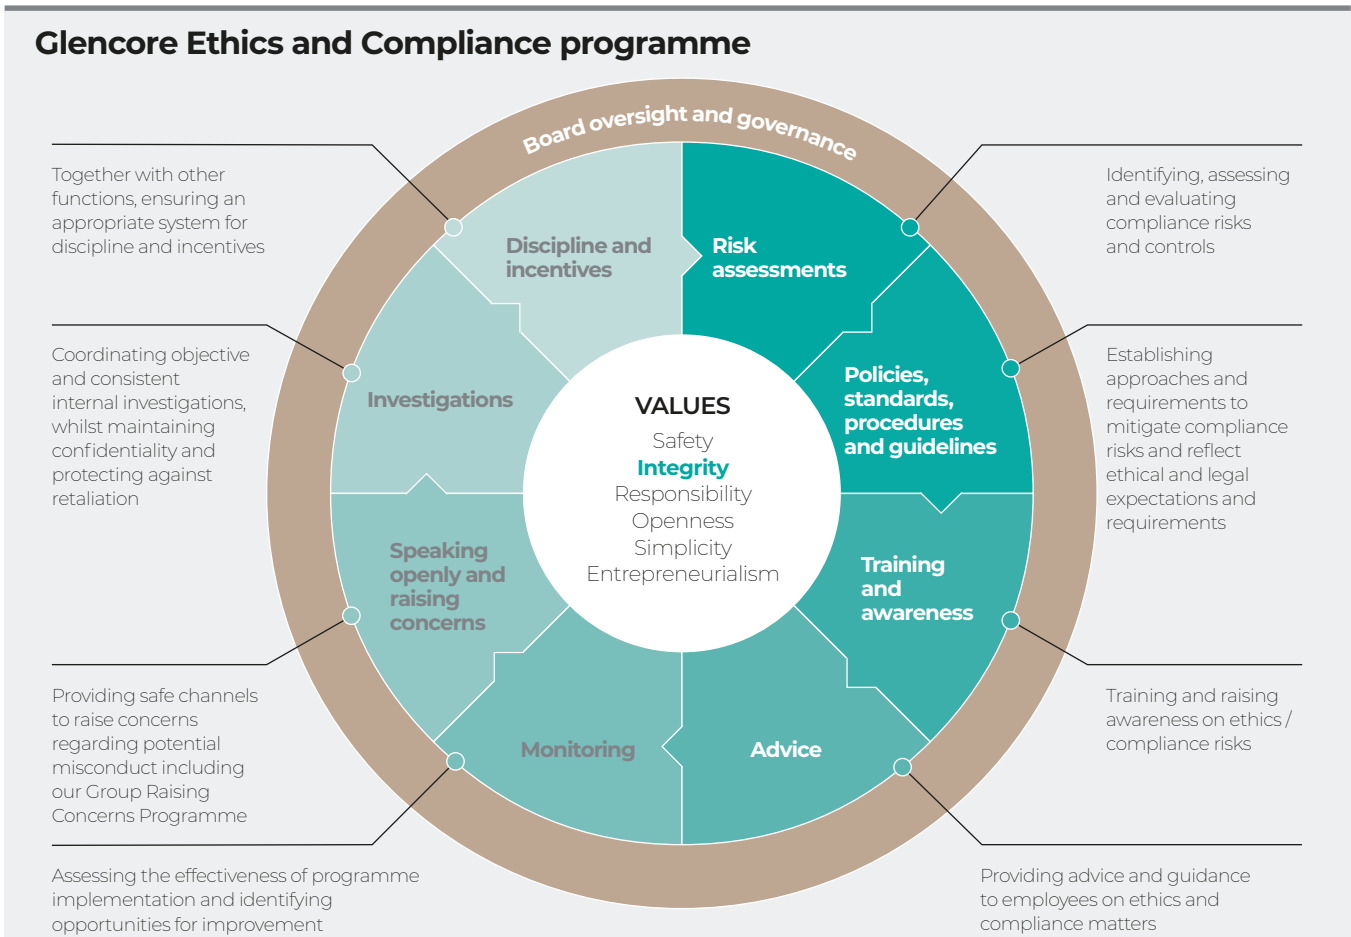 Glencore Ethics and Compliance programme
Board oversight and governance
Together with other
functions, ensuring an
appropriate system for
discipline and incentives
Identifying, assessing
and evaluating
compliance risks
and controls
Discipline and
incentives
Risk
assessments
Coordinating objective
and consistent
internal investigations,
whilst maintaining
confidentiality and
protecting against
retaliation
Investigations
Policies,
standards,
procedures
and guidelines
Establishing
approaches and
requirements to
mitigate compliance
risks and reflect
ethical and legal
expectations and
requirements
VALUES
Safety
Integrity
Responsibility
Openness
Simplicity
Entrepreneurialism
Speaking
openly and
raising
concerns
Training
and
awareness
Providing safe channels
to raise concerns
regarding potential
misconduct including
our Group Raising
Concerns Programme
Monitoring
Advice
Training and raising
awareness on ethics /
compliance risks
Assessing the effectiveness of programme
implementation and identifying
opportunities for improvement
Providing advice and guidance
to employees on ethics and
compliance matters